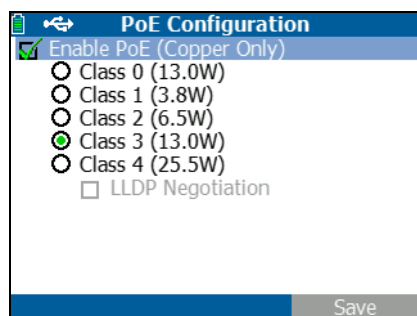 PoE Configuration
Enable PoE (Copper Only)
Class 0 (13.0W)
Class 1 (3.8W)
Class 2 (6.5W)
Class 3 (13.0W)
Class 4 (25.5W)
LLDP Negotiation
Save